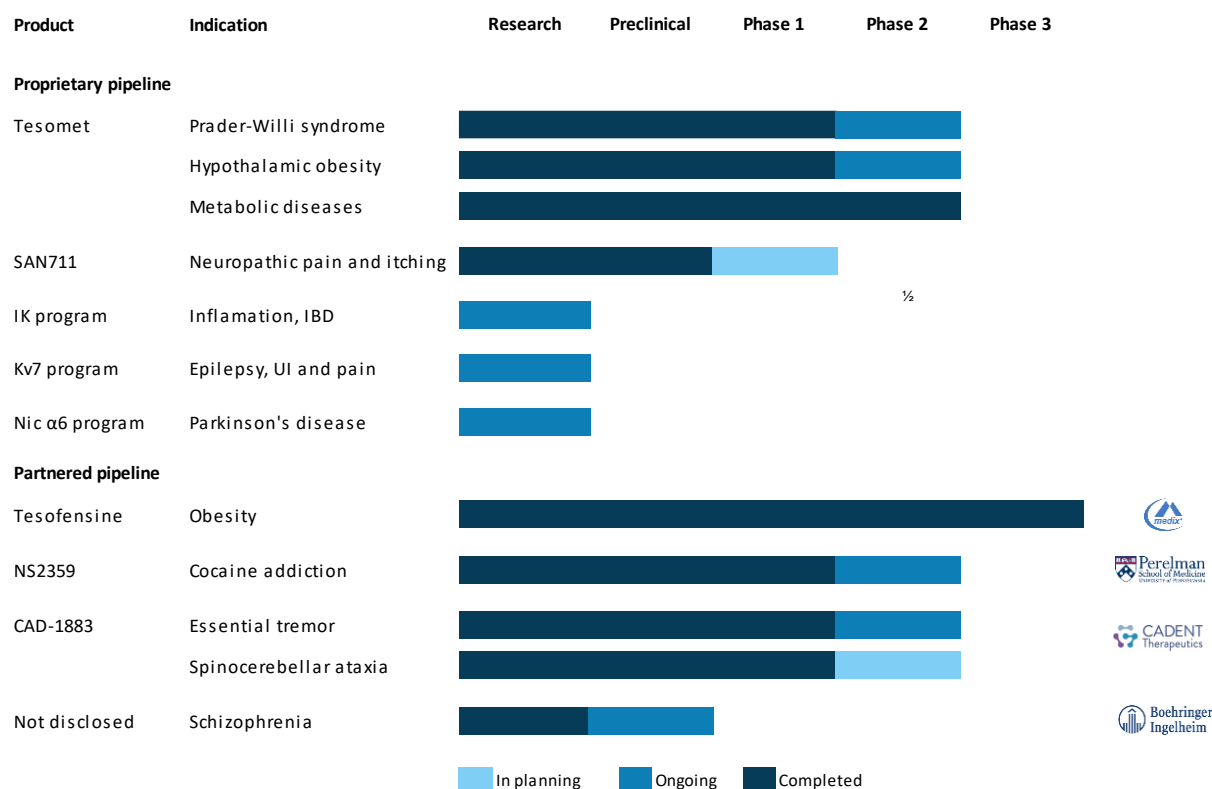 Product Indication Research Preclinical Phase 1 Phase 2 Phase 3
Proprietary pipeline
Tesomet Prader-Willi syndrome
Hypothalamic obesity
Metabolic diseases
SAN711 Neuropathic pain and itching
½
IK program Inflamation, IBD
Kv7 program Epilepsy, UI and pain
Nic α6 program Parkinson's disease
Partnered pipeline
Tesofensine Obesity
medix
NS2359 Cocaine addiction
Perelman
School of Medicine
University of Pennsylvania
CAD-1883 Essential tremor
CADENT
Therapeutics
Spinocerebellar ataxia
Not disclosed Schizophrenia
Boehringer
Ingelheim
In planning Ongoing Completed